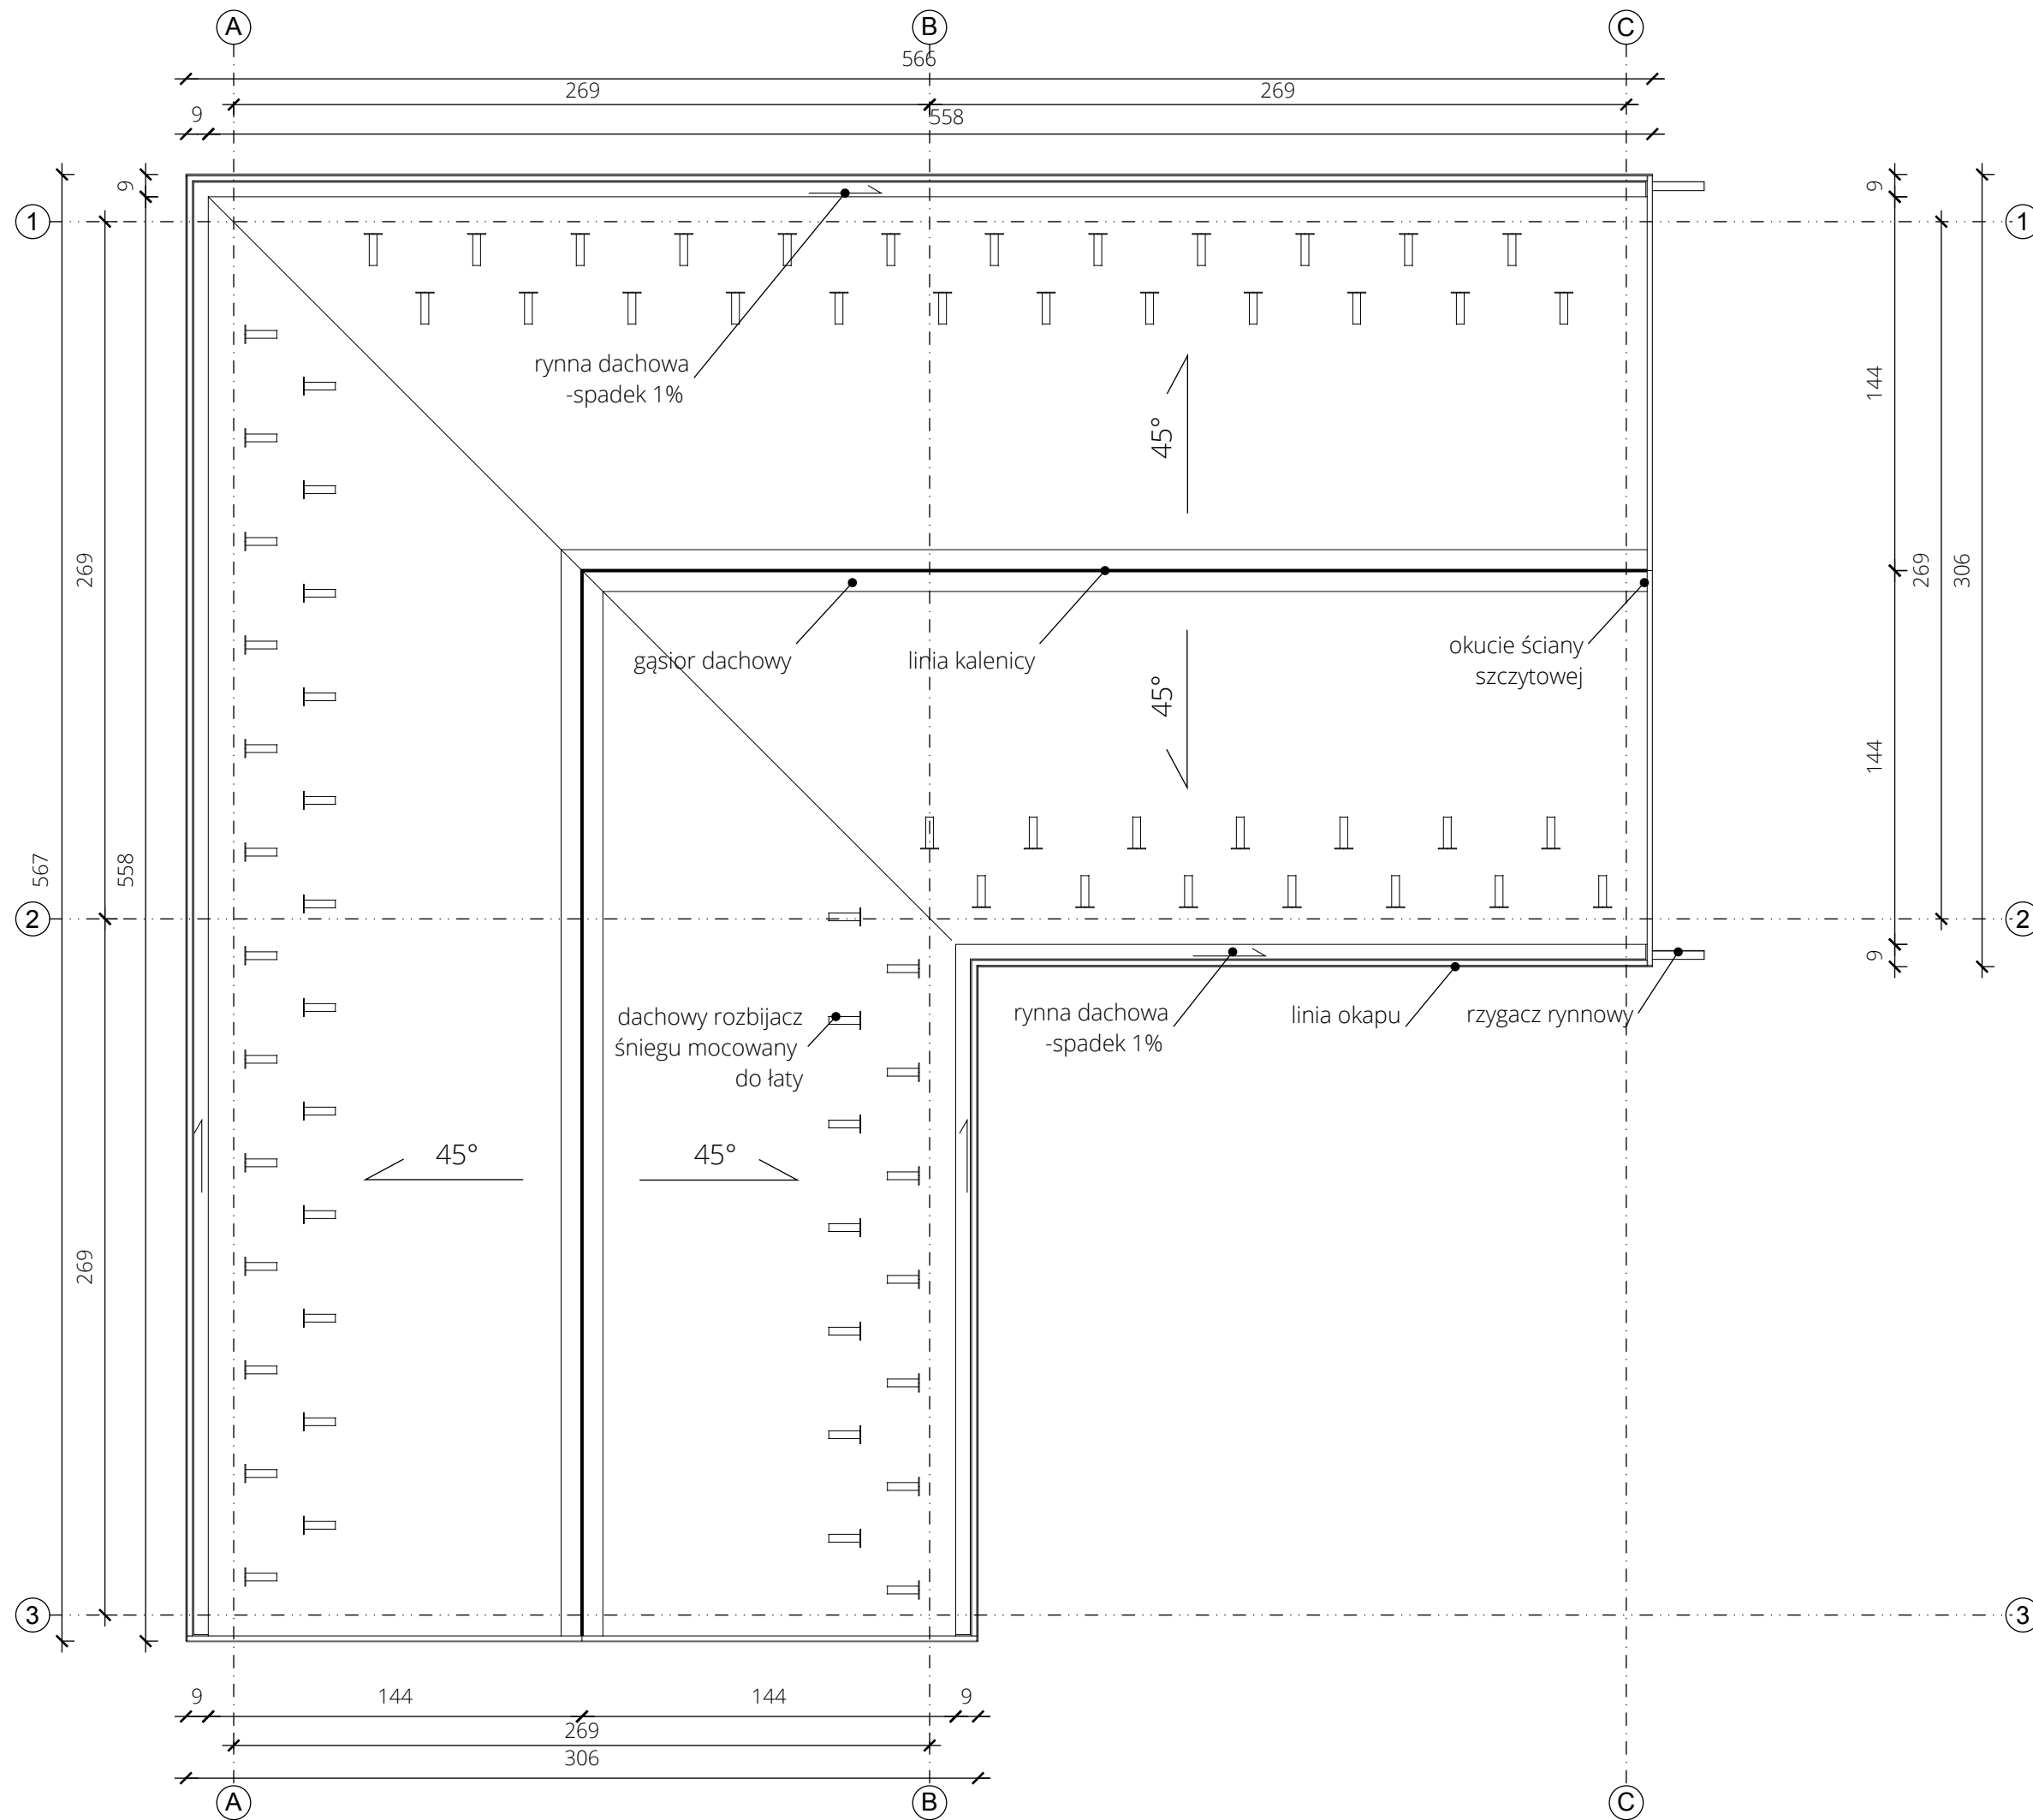 A
B
C
566
269
269
9
558
9
9
1
1
rynna dachowa
-spadek 1%
144
45°
269
269
306
gąsior dachowy
linia kalenicy
okucie ściany
szczytowej
45°
144
567
558
2
2
9
dachowy rozbijacz
śniegu mocowany
do łaty
rynna dachowa
-spadek 1%
linia okapu
rzygacz rynnowy
45°
45°
269
3
3
9
144
144
9
269
306
A
B
C